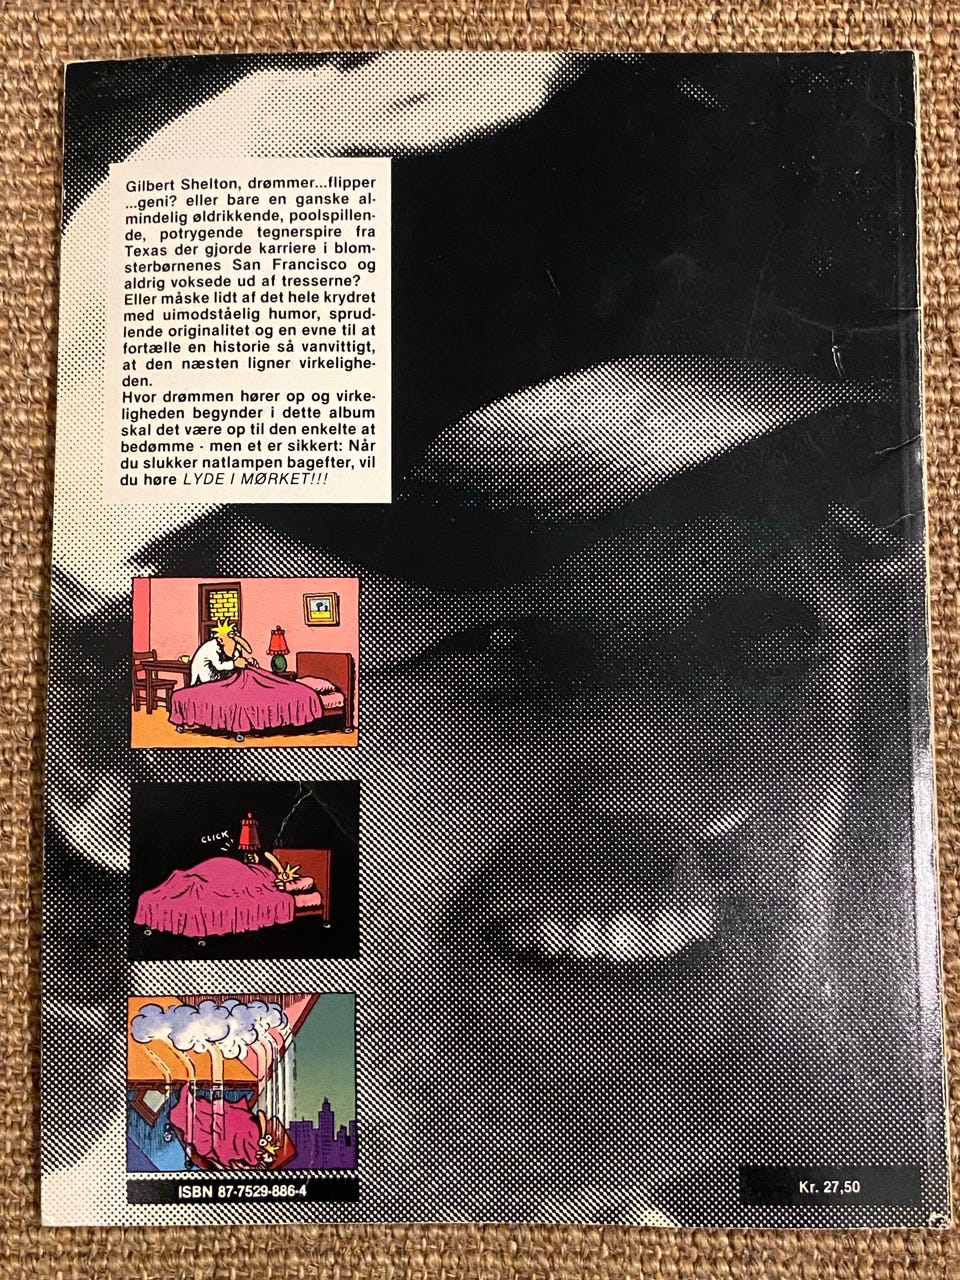 Gilbert Shelton, drømmer...flipper
...geni? eller bare en ganske al-
mindelig øldrikkende, poolspillen-
de, potrygende tegnerspire fra
Texas der gjorde karriere i blom-
sterbørnenes San Francisco og
aldrig voksede ud af tresserne?
Eller måske lidt af det hele krydret
med uimodståelig humor, sprud-
lende originalitet og en evne til at
fortælle en historie så vanvittigt,
at den næsten ligner virkelighe-
den.
Hvor drømmen hører op og virke-
ligheden begynder i dette album
skal det være op til den enkelte at
bedømme - men et er sikkert: Når
du slukker natlampen bagefter, vil
du høre LYDE I MØRKET!!!
CLICK
ISBN 87-7529-886-4
Kr. 27,50